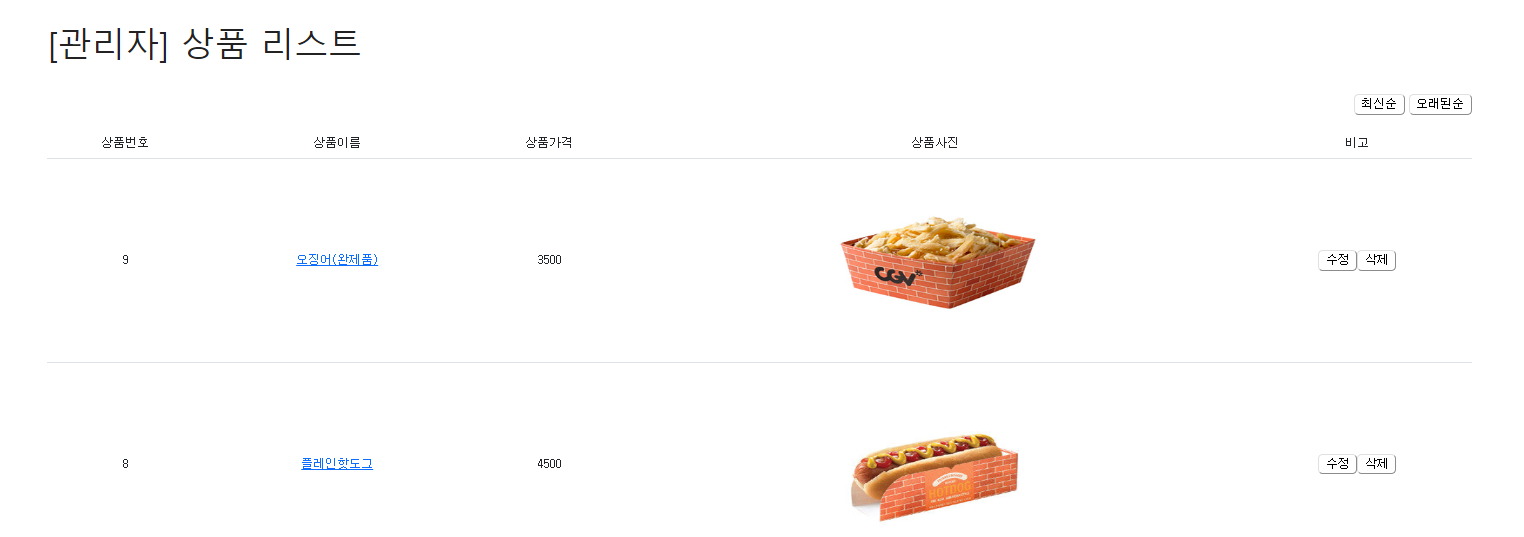 [관리자] 상품 리스트
최신순 오래된순
상품번호 상품이름 상품가격 상품사진 비고
9 오징어(완제품) 3500 수정 삭제
CGV
8 플레인핫도그 4500 수정 삭제
HOTDOG